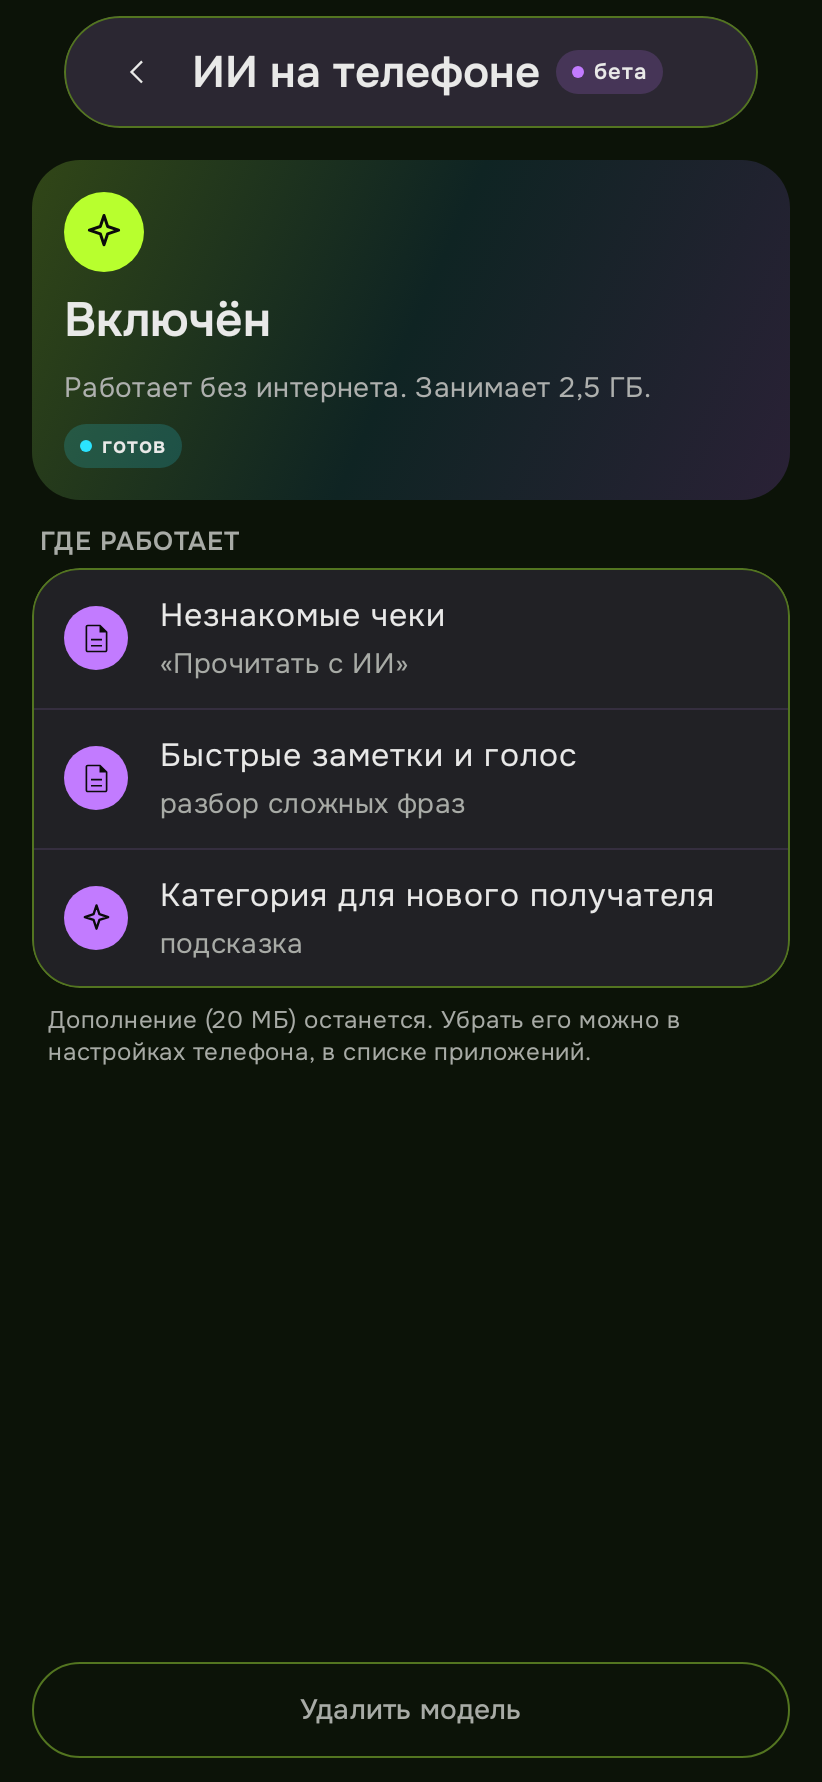 ИИ на телефоне
бета
Включён
Работает без интернета. Занимает 2,5 ГБ.
готов
ГДЕ РАБОТАЕТ
Незнакомые чеки
«Прочитать с ИИ»
Быстрые заметки и голос
разбор сложных фраз
Категория для нового получателя
подсказка
Дополнение (20 МБ) останется. Убрать его можно в
настройках телефона, в списке приложений.
Удалить модель